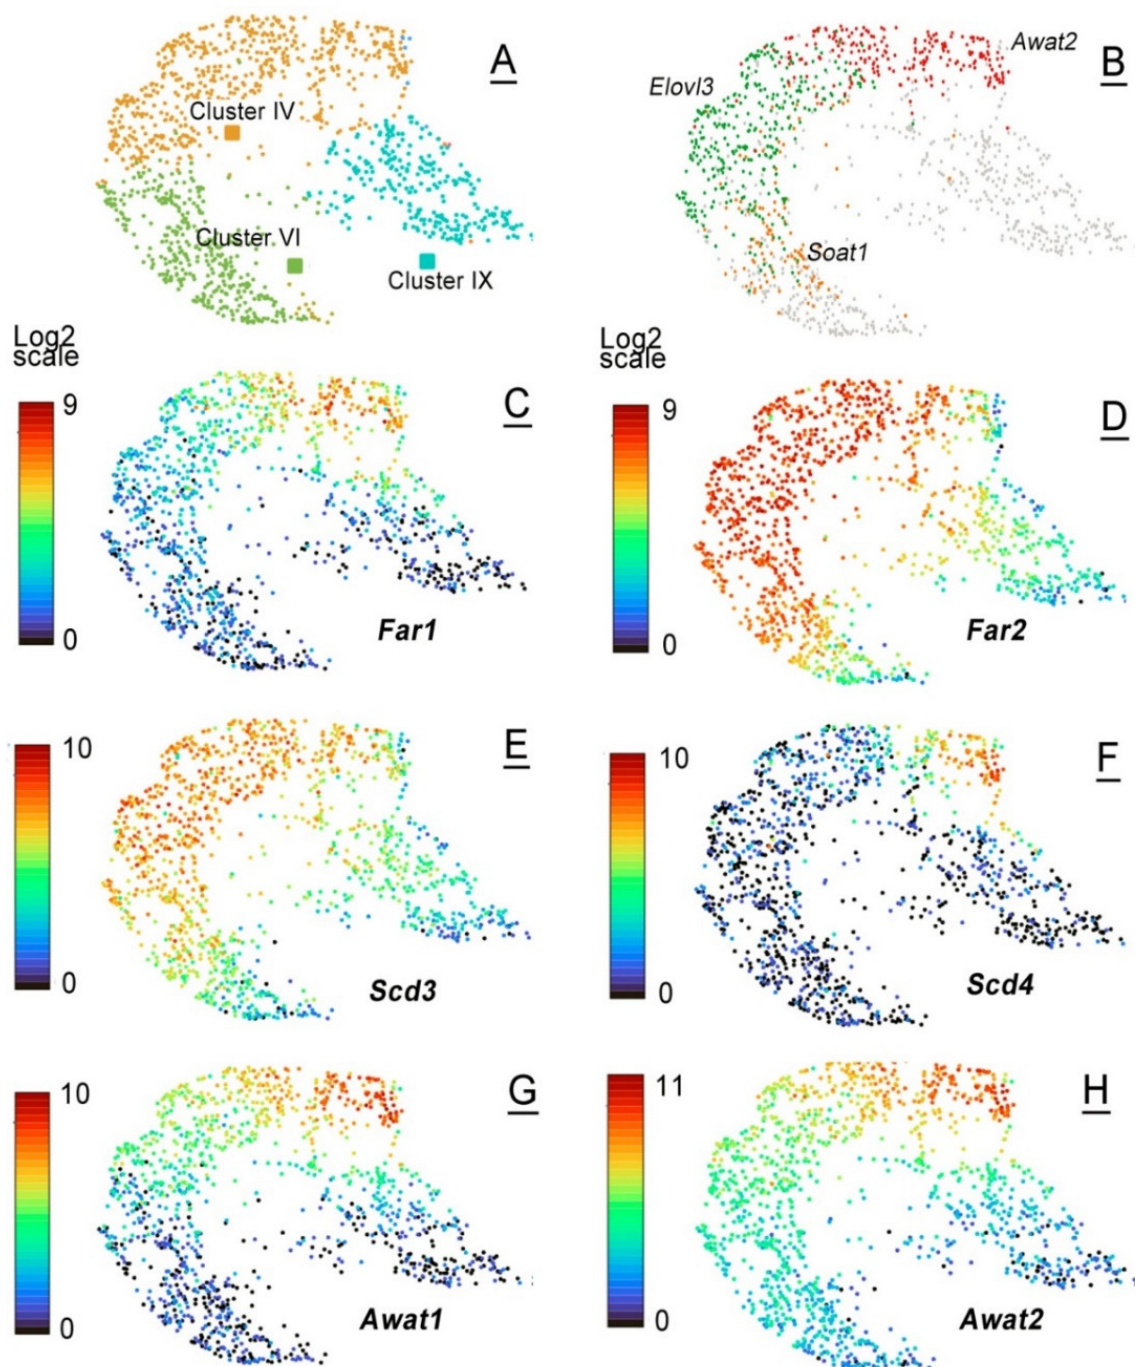 A
B
Awat2
Elovl3
Cluster IV
Cluster VI
Soat1
Cluster IX
Log2
scale
Log2
scale
9
C
9
D
0
Far1
0
Far2
10
E
10
F
0
Scd3
0
Scd4
10
G
11
H
0
Awat1
0
Awat2